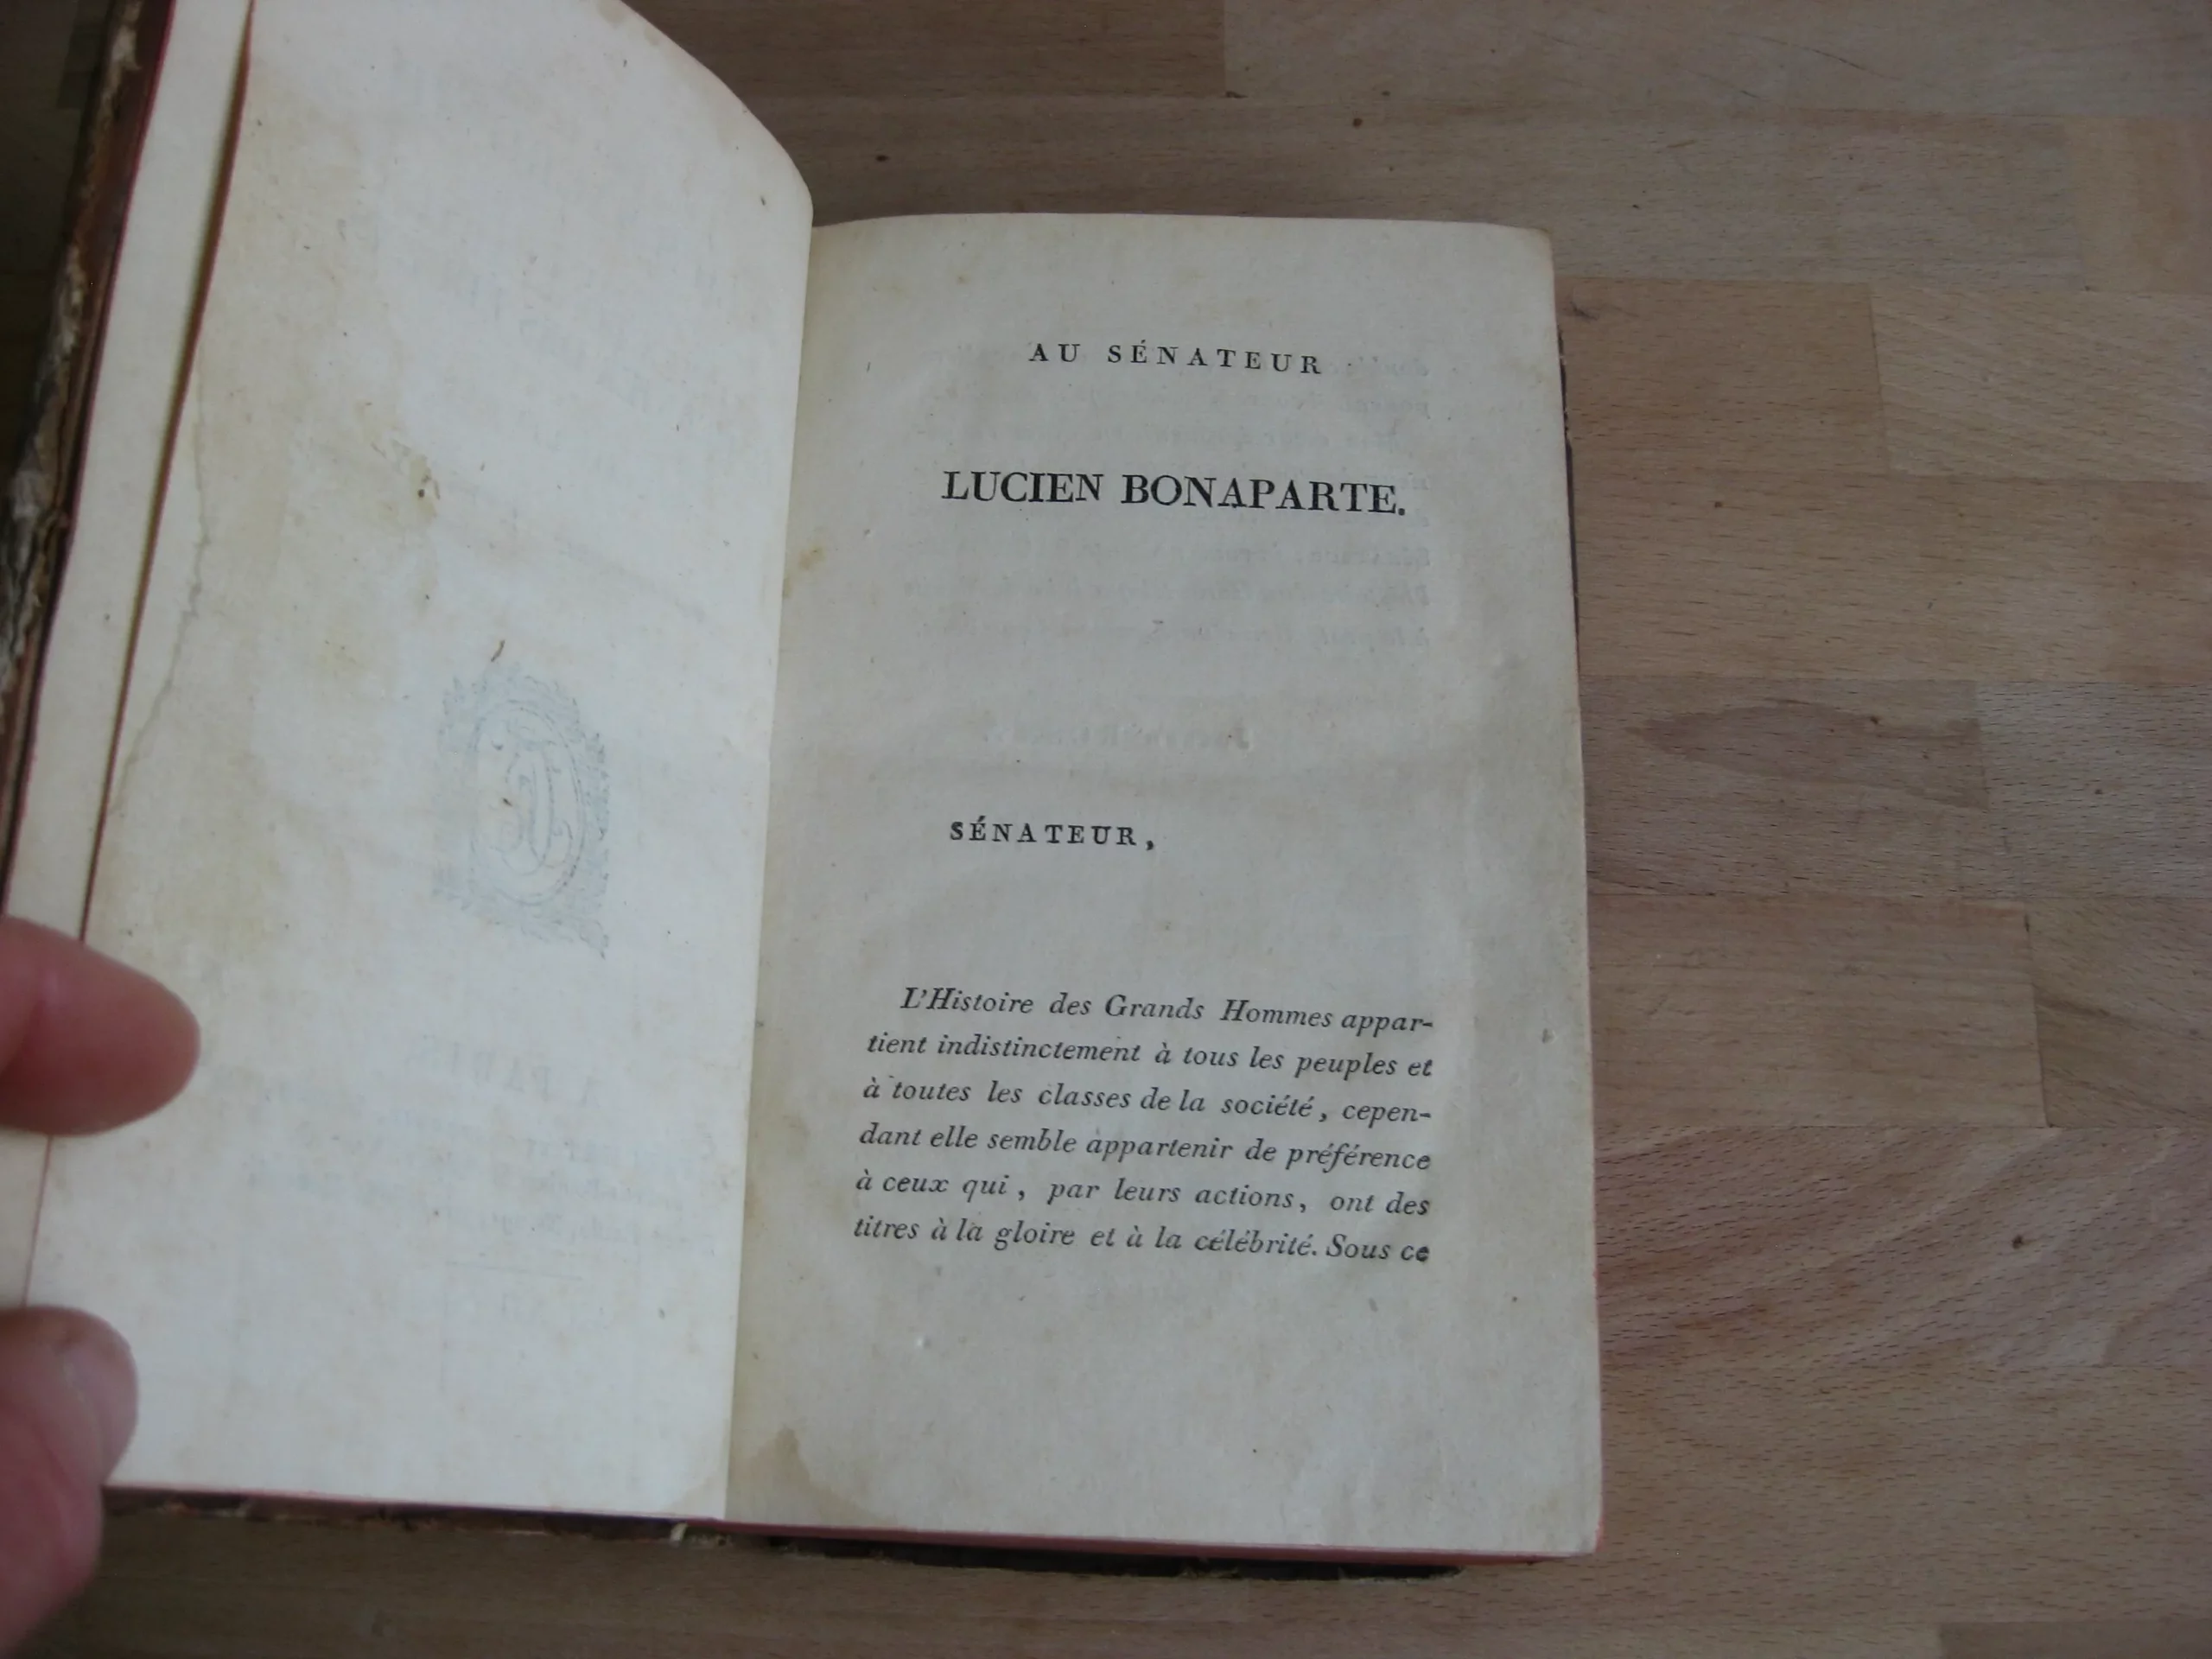 AU SÉNATEUR
LUCIEN BONAPARTE.
SÉNATEUR,
L'Histoire des Grands Hommes appar-
tient indistinctement à tous les peuples et
à toutes les classes de la société, cepen-
dant elle semble appartenir de préférence
à ceux qui, par leurs actions, ont des
titres à la gloire et à la célébrité. Sous ce